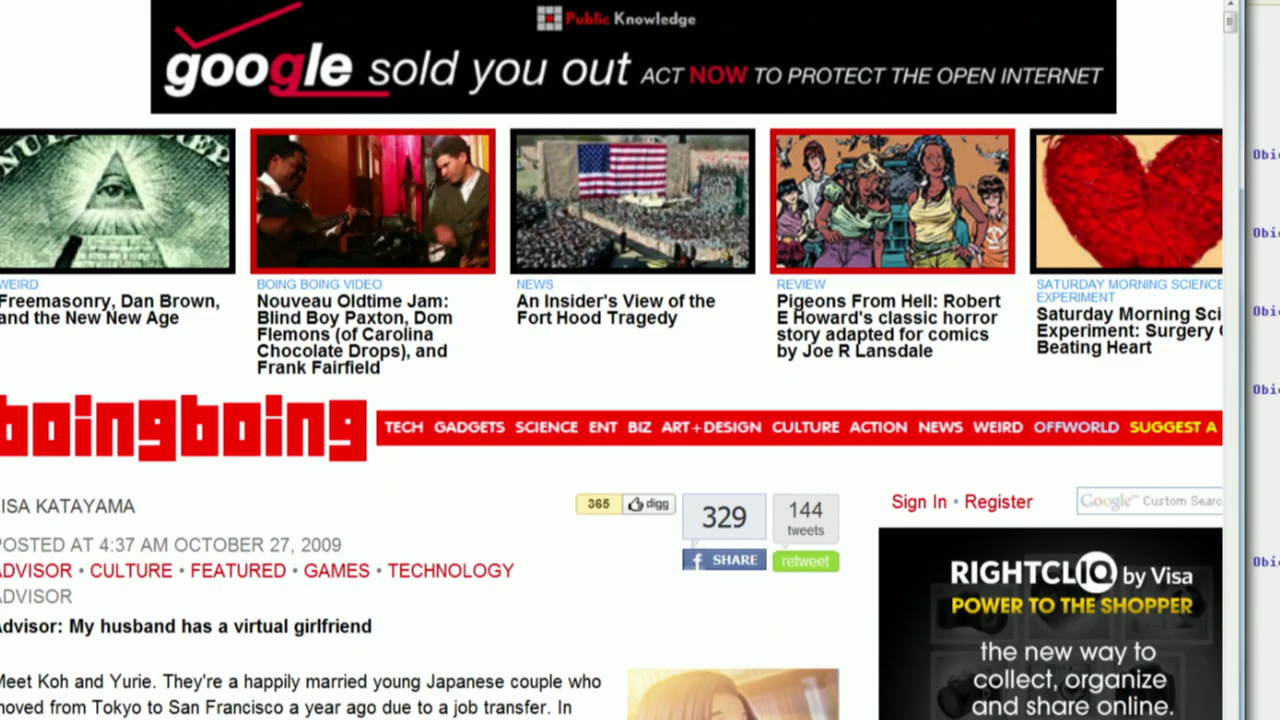 Public Knowledge
google sold you out ACT NOW TO PROTECT THE OPEN INTERNET
WEIRD
Freemasonry, Dan Brown,
and the New New Age
BOING BOING VIDEO
Nouveau Oldtime Jam:
Blind Boy Paxton, Dom
Flemons (of Carolina
Chocolate Drops), and
Frank Fairfield
NEWS
An Insider's View of the
Fort Hood Tragedy
REVIEW
Pigeons From Hell: Robert
E Howard's classic horror
story adapted for comics
by Joe R Lansdale
SATURDAY MORNING SCIENCE
EXPERIMENT
Saturday Morning Sci
Experiment: Surgery
Beating Heart
boingboing
TECH GADGETS SCIENCE ENT BIZ ART+DESIGN CULTURE ACTION NEWS WEIRD OFFWORLD SUGGEST A
LISA KATAYAMA
365 digg
329
SHARE
144
tweets
retweet
Sign In • Register
Google Custom Searc
POSTED AT 4:37 AM OCTOBER 27, 2009
ADVISOR • CULTURE • FEATURED • GAMES • TECHNOLOGY
ADVISOR
Advisor: My husband has a virtual girlfriend
Meet Koh and Yurie. They're a happily married young Japanese couple who
moved from Tokyo to San Francisco a year ago due to a job transfer. In
RIGHTCLIQ by Visa
POWER TO THE SHOPPER
the new way to
collect, organize
and share online.